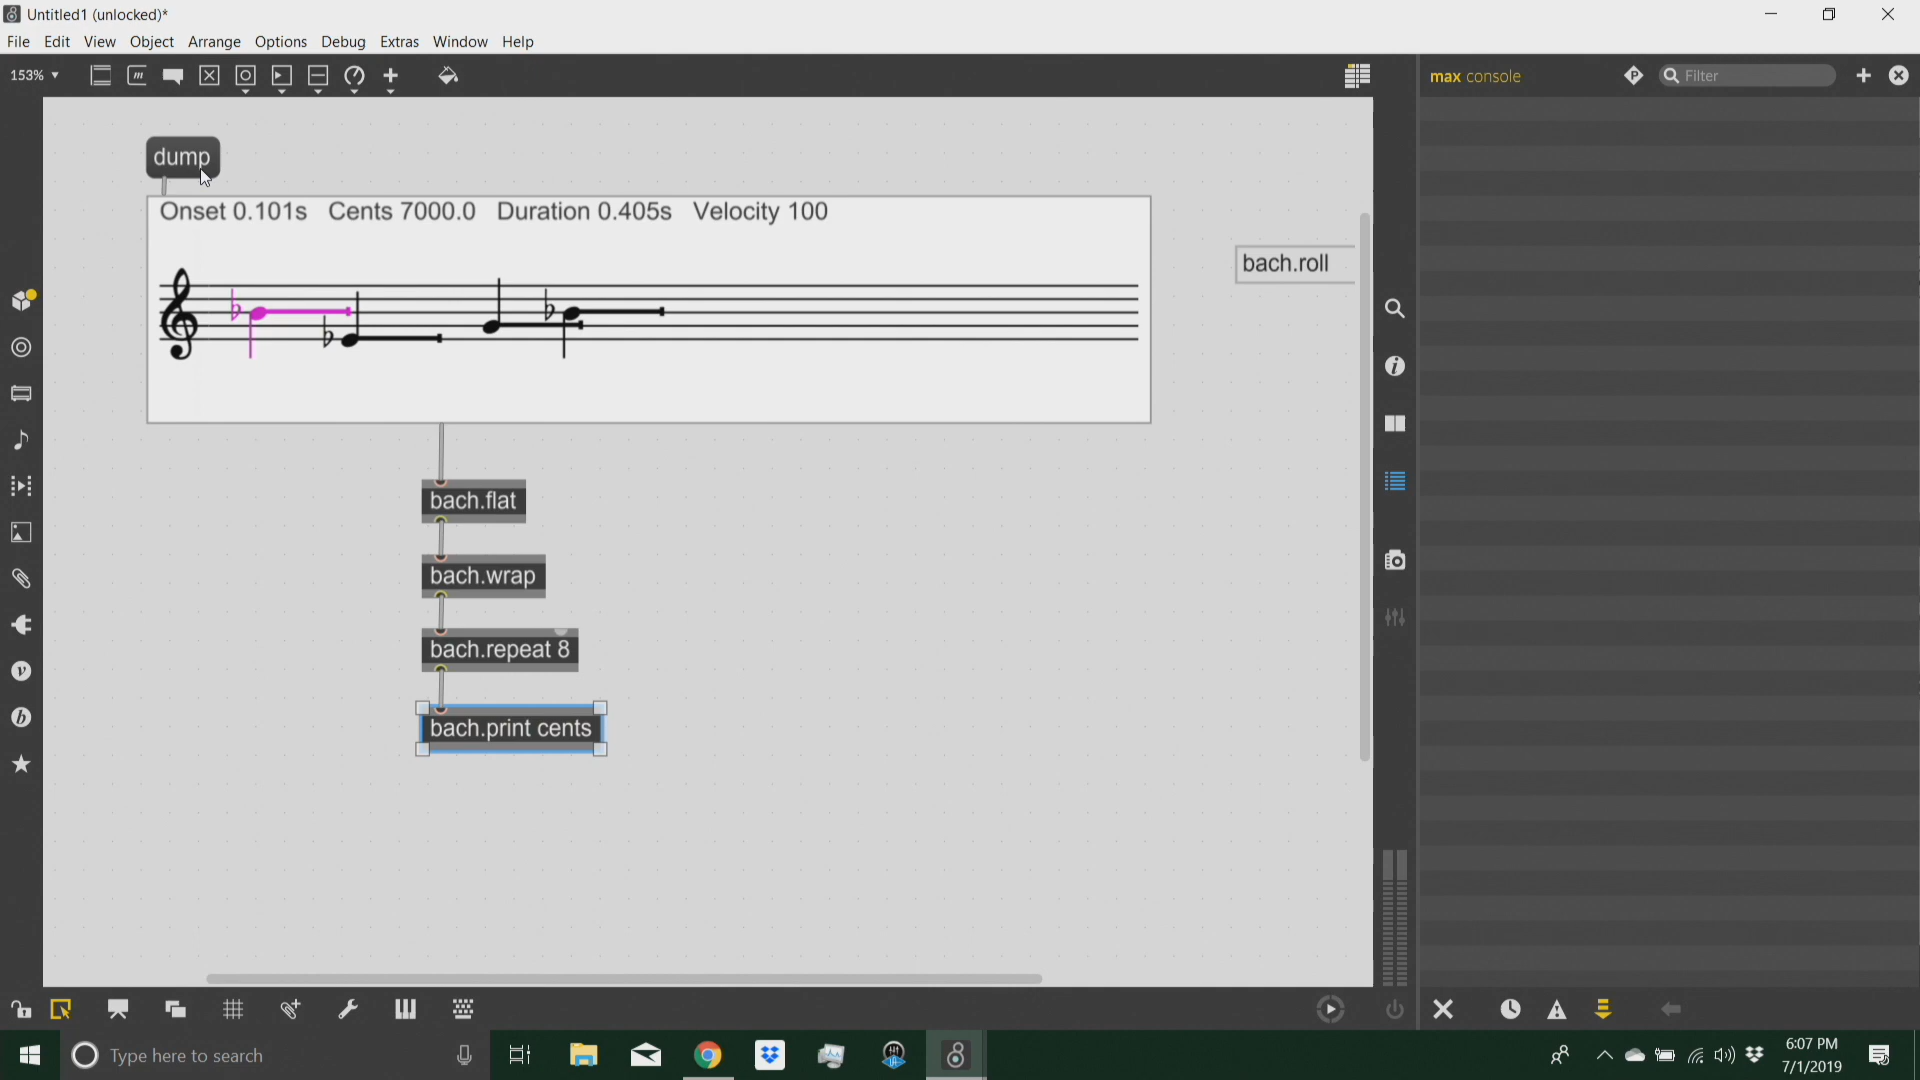 Untitled1 (unlocked)*
File Edit View Object Arrange Options Debug Extras Window Help
153%
max console
Filter
dump
Onset 0.101s Cents 7000.0 Duration 0.405s Velocity 100
bach.roll
bach.flat
bach.wrap
bach.repeat 8
bach.print cents
Type here to search
6:07 PM
7/1/2019